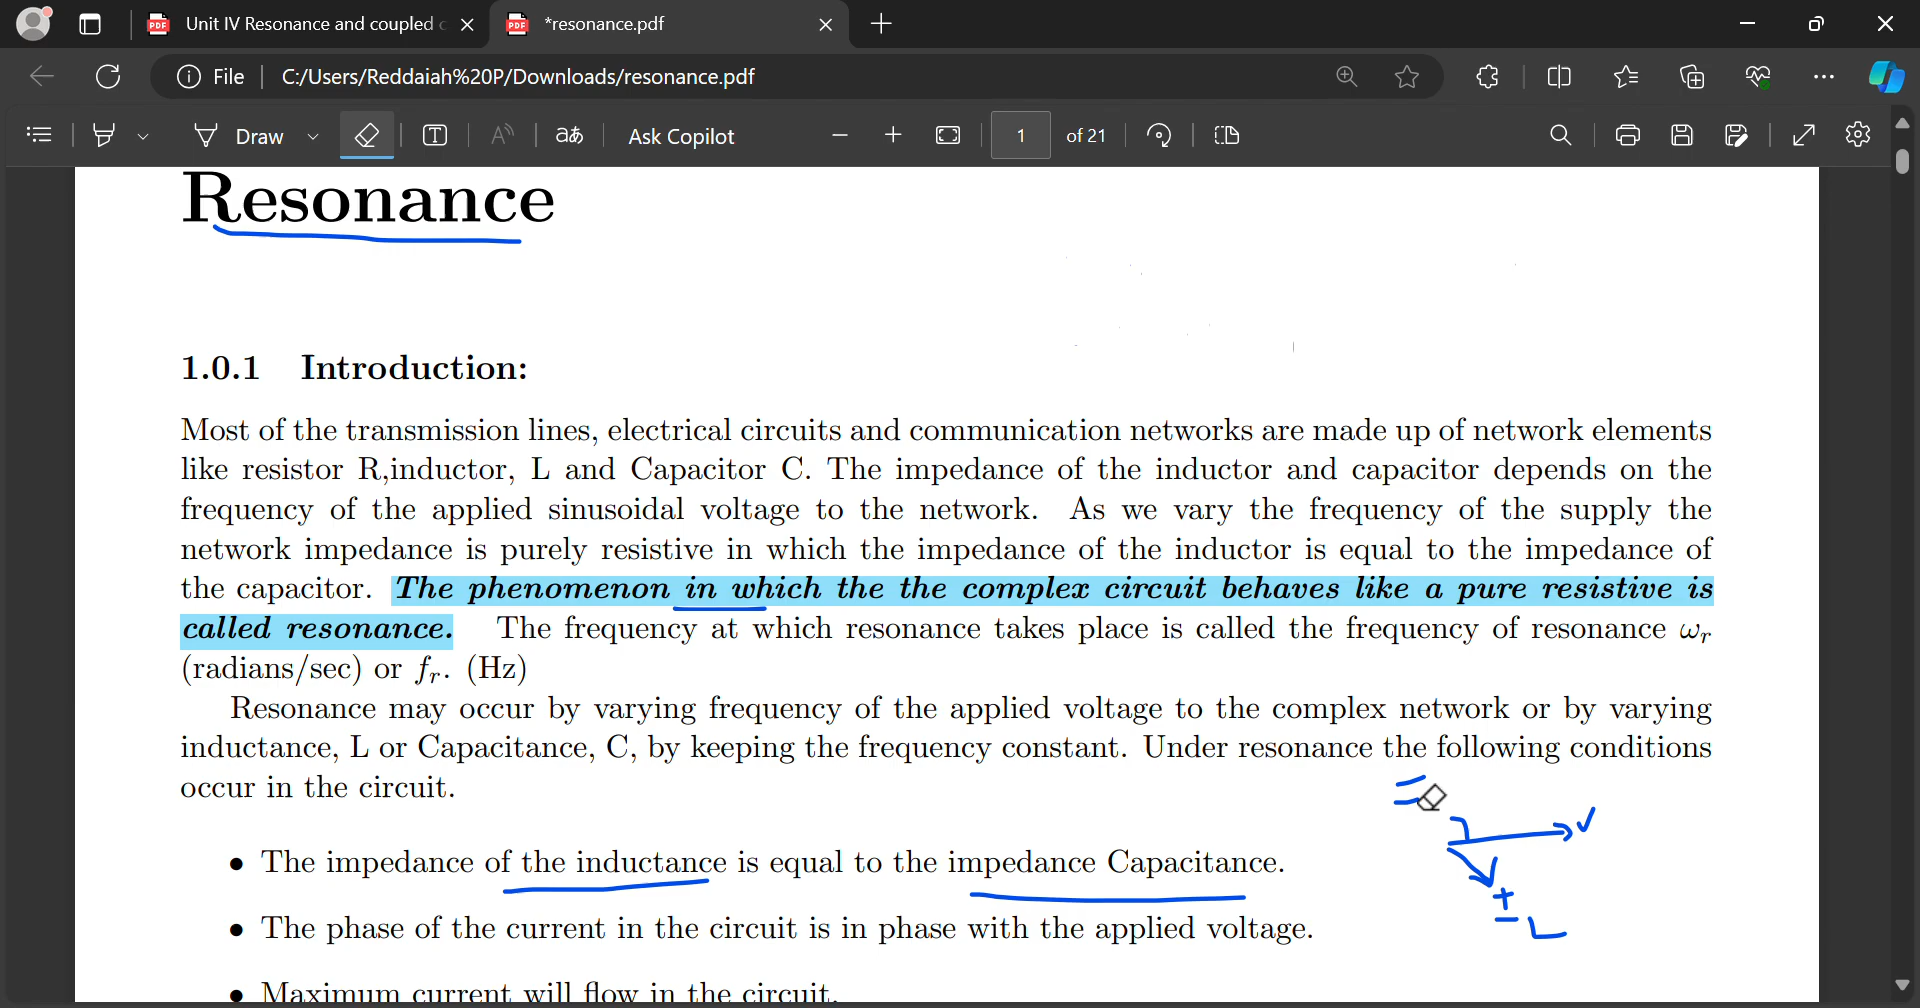 Unit IV Resonance and coupled c
*resonance.pdf
File
C:/Users/Reddaiah%20P/Downloads/resonance.pdf
Draw
Ask Copilot
1 of 21
Resonance
1.0.1 Introduction:
Most of the transmission lines, electrical circuits and communication networks are made up of network elements
like resistor R,inductor, L and Capacitor C. The impedance of the inductor and capacitor depends on the
frequency of the applied sinusoidal voltage to the network. As we vary the frequency of the supply the
network impedance is purely resistive in which the impedance of the inductor is equal to the impedance of
the capacitor. The phenomenon in which the the complex circuit behaves like a pure resistive is
called resonance. The frequency at which resonance takes place is called the frequency of resonance ωr
(radians/sec) or fr. (Hz)
Resonance may occur by varying frequency of the applied voltage to the complex network or by varying
inductance, L or Capacitance, C, by keeping the frequency constant. Under resonance the following conditions
occur in the circuit.
• The impedance of the inductance is equal to the impedance Capacitance.
• The phase of the current in the circuit is in phase with the applied voltage.
• Maximum current will flow in the circuit.